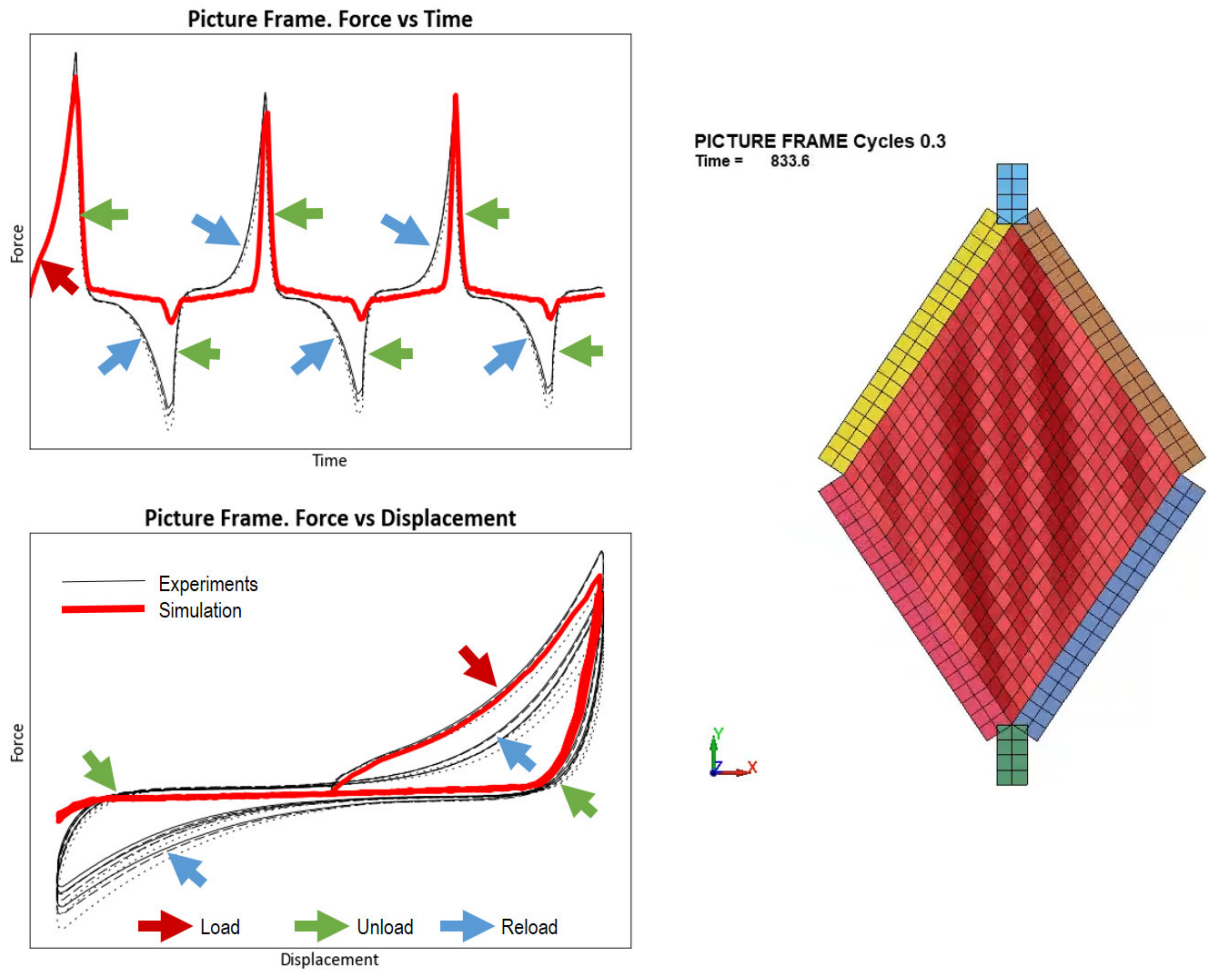 Picture Frame. Force vs Time
Force
Time
Picture Frame. Force vs Displacement
Experiments
Simulation
Force
Load
Unload
Reload
Displacement
PICTURE FRAME Cycles 0.3
Time = 833.6
Y
Z
X